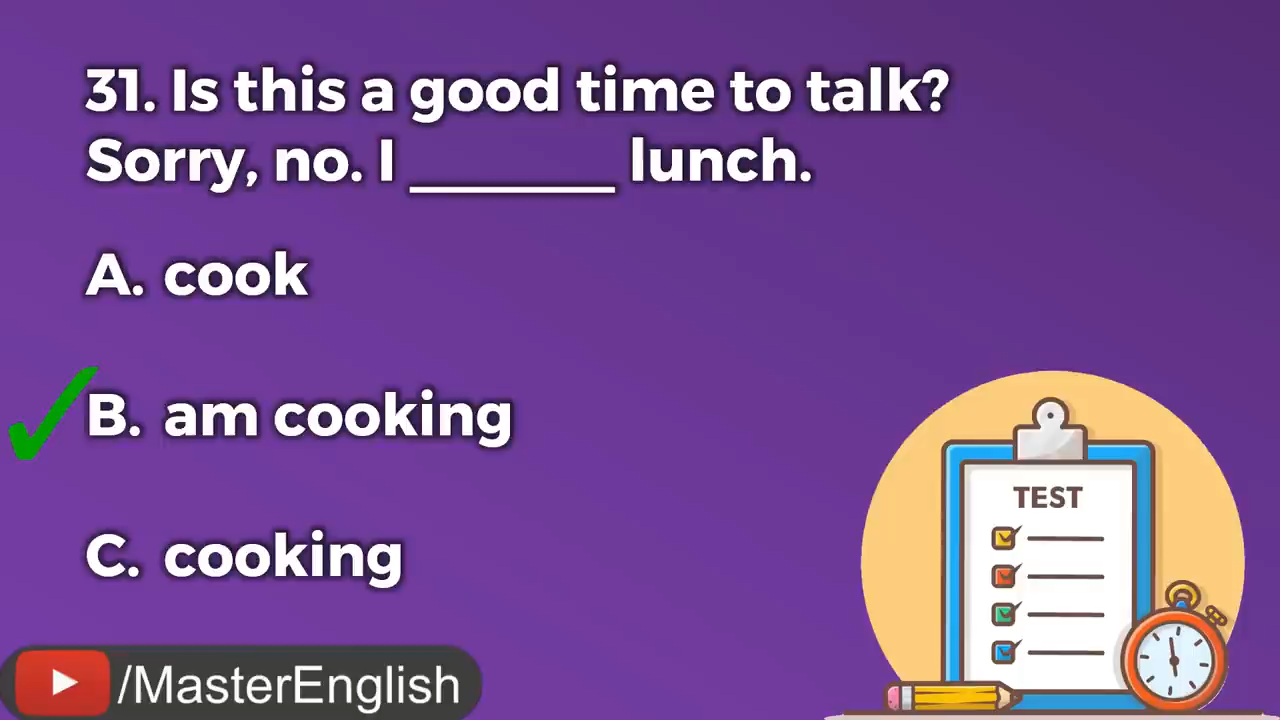 31. Is this a good time to talk?
Sorry, no. I _______ lunch.
A. cook
B. am cooking
C. cooking
TEST
/MasterEnglish